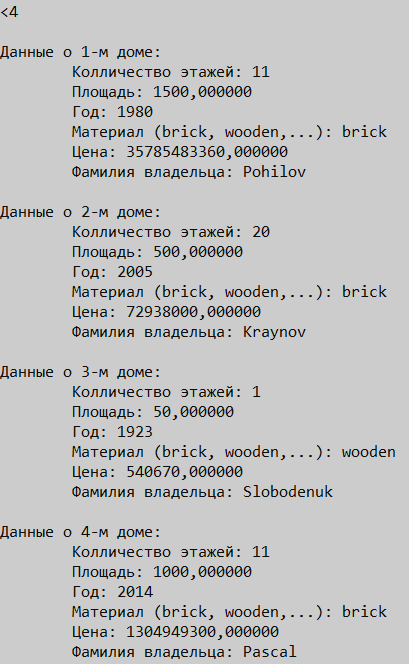 <4
Данные о 1-м доме:
Колличество этажей: 11
Площадь: 1500,000000
Год: 1980
Материал (brick, wooden,...): brick
Цена: 35785483360,000000
Фамилия владельца: Pohilov
Данные о 2-м доме:
Колличество этажей: 20
Площадь: 500,000000
Год: 2005
Материал (brick, wooden,...): brick
Цена: 72938000,000000
Фамилия владельца: Kraynov
Данные о 3-м доме:
Колличество этажей: 1
Площадь: 50,000000
Год: 1923
Материал (brick, wooden,...): wooden
Цена: 540670,000000
Фамилия владельца: Slobodenuk
Данные о 4-м доме:
Колличество этажей: 11
Площадь: 1000,000000
Год: 2014
Материал (brick, wooden,...): brick
Цена: 1304949300,000000
Фамилия владельца: Pascal